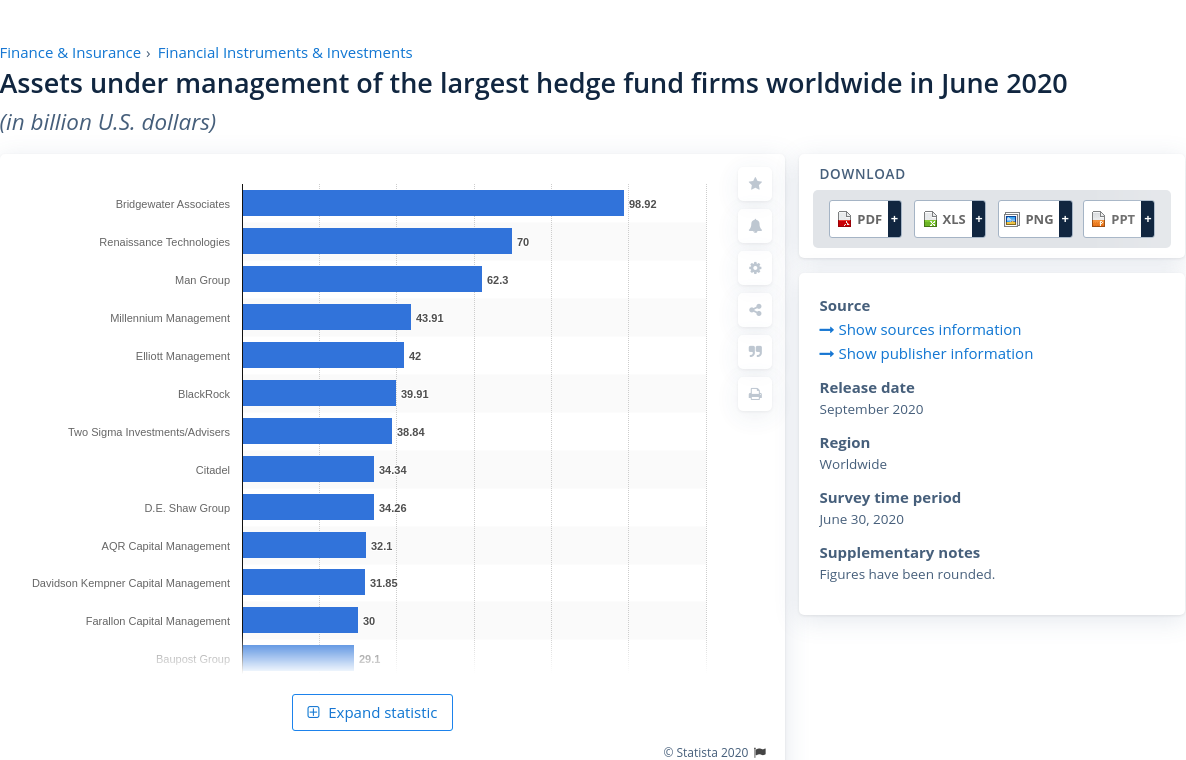 Finance & Insurance › Financial Instruments & Investments
Assets under management of the largest hedge fund firms worldwide in June 2020
(in billion U.S. dollars)
Bridgewater Associates 98.92
Renaissance Technologies 70
Man Group 62.3
Millennium Management 43.91
Elliott Management 42
BlackRock 39.91
Two Sigma Investments/Advisers 38.84
Citadel 34.34
D.E. Shaw Group 34.26
AQR Capital Management 32.1
Davidson Kempner Capital Management 31.85
Farallon Capital Management 30
Baupost Group 29.1
Expand statistic
© Statista 2020
DOWNLOAD
PDF + XLS + PNG + PPT +
Source
Show sources information
Show publisher information
Release date
September 2020
Region
Worldwide
Survey time period
June 30, 2020
Supplementary notes
Figures have been rounded.